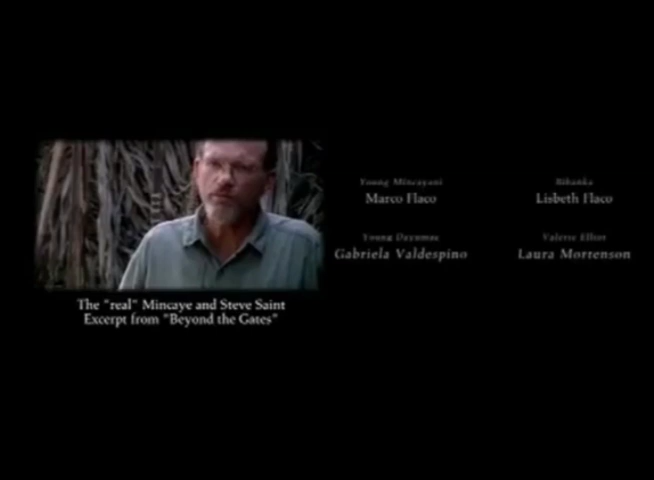 The "real" Mincaye and Steve Saint
Excerpt from "Beyond the Gates"
Young Mincayani
Marco Flaco
Bibanka
Lisbeth Flaco
Young Dayumae
Gabriela Valdespino
Valerie Elliot
Laura Mortenson